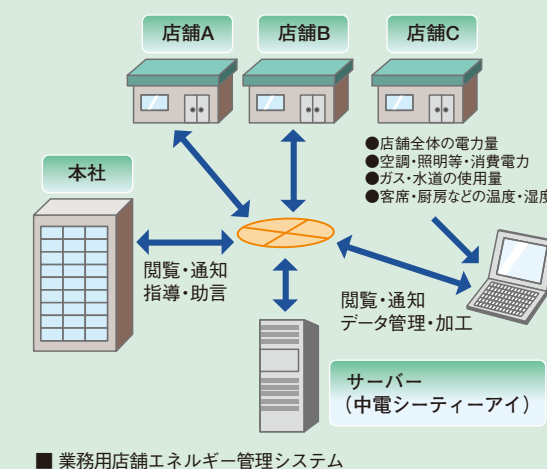 店舗A
店舗B
店舗C
●店舗全体の電力量
●空調・照明等・消費電力
●ガス・水道の使用量
●客席・厨房などの温度・湿度
本社
閲覧・通知
指導・助言
閲覧・通知
データ管理・加工
サーバー
（中電シーティーアイ）
■ 業務用店舗エネルギー管理システム